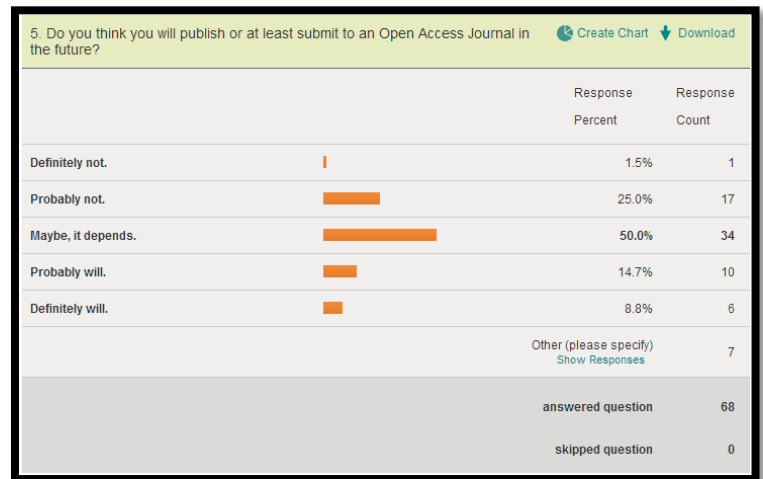 5. Do you think you will publish or at least submit to an Open Access Journal in the future? Create Chart Download
Response Percent Response Count
Definitely not. 1.5% 1
Probably not. 25.0% 17
Maybe, it depends. 50.0% 34
Probably will. 14.7% 10
Definitely will. 8.8% 6
Other (please specify) 7
Show Responses
answered question 68
skipped question 0